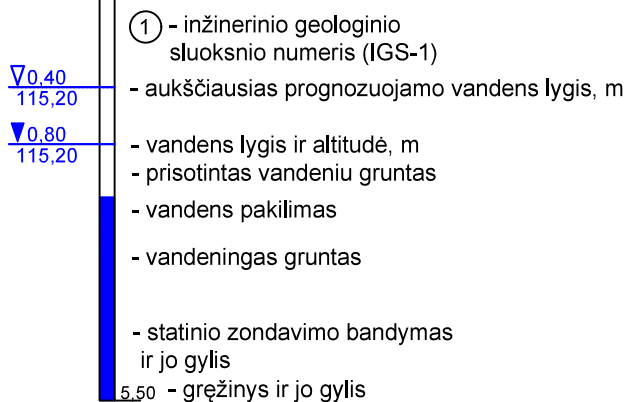 1 - inžinerinio geologinio
sluoksnio numeris (IGS-1)
0,40
115,20
- aukščiausias prognozuojamo vandens lygis, m
0,80
115,20
- vandens lygis ir altitudė, m
- prisotintas vandeniu gruntas
- vandens pakilimas
- vandeningas gruntas
- statinio zondavimo bandymas
ir jo gylis
5,50 - gręžinys ir jo gylis